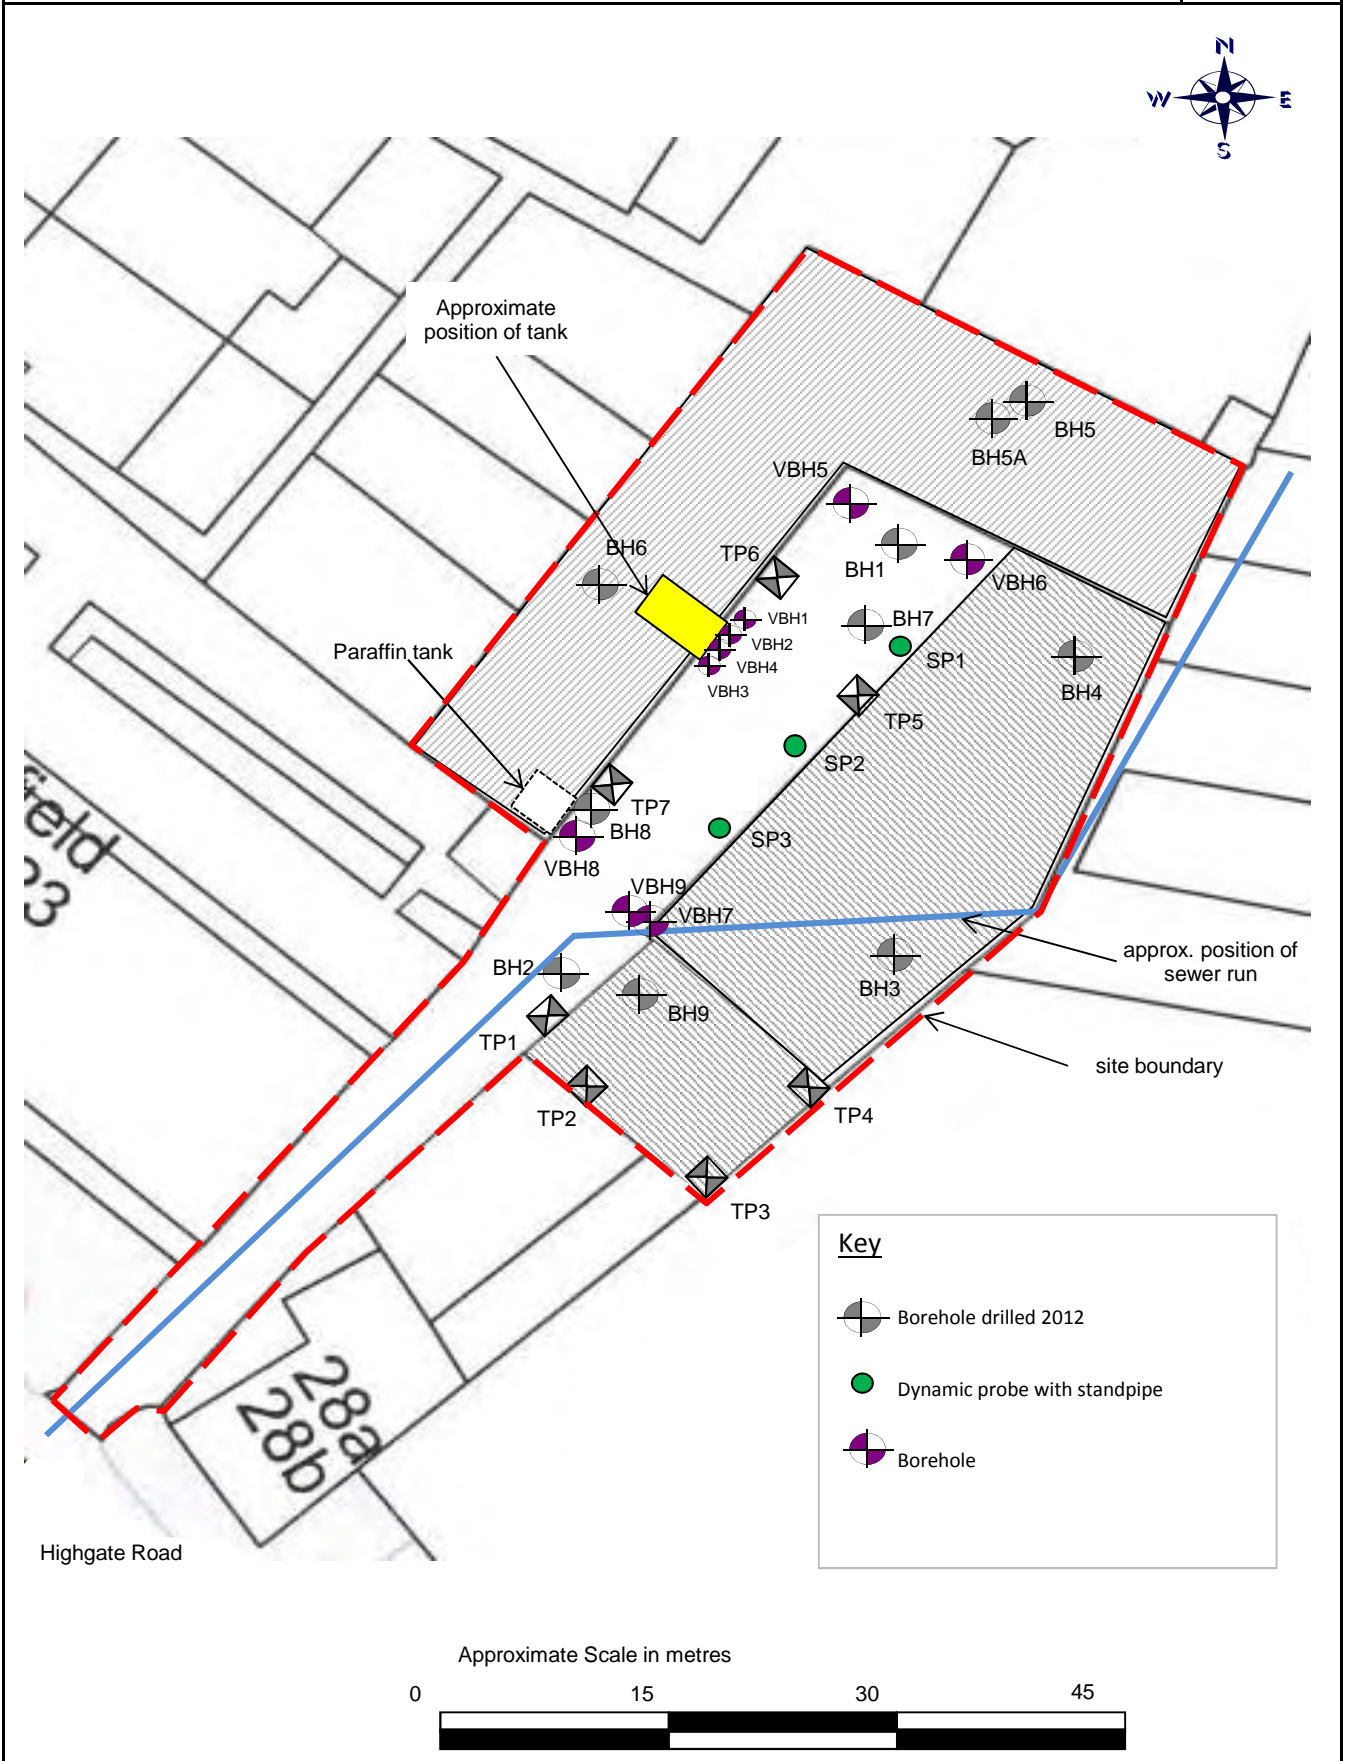 N
W E
S
Approximate
position of tank
BH5
BH5A
VBH5
BH6
TP6
BH1
VBH6
VBH1
BH7
VBH2
Paraffin tank
VBH4
SP1
VBH3
BH4
TP5
SP2
TP7
BH8
SP3
VBH8
field
23
VBH9
VBH7
approx. position of
sewer run
BH2
BH3
BH9
TP1
site boundary
TP2
TP4
TP3
Key
Borehole drilled 2012
Dynamic probe with standpipe
Borehole
28a
28b
Highgate Road
Approximate Scale in metres
0 15 30 45